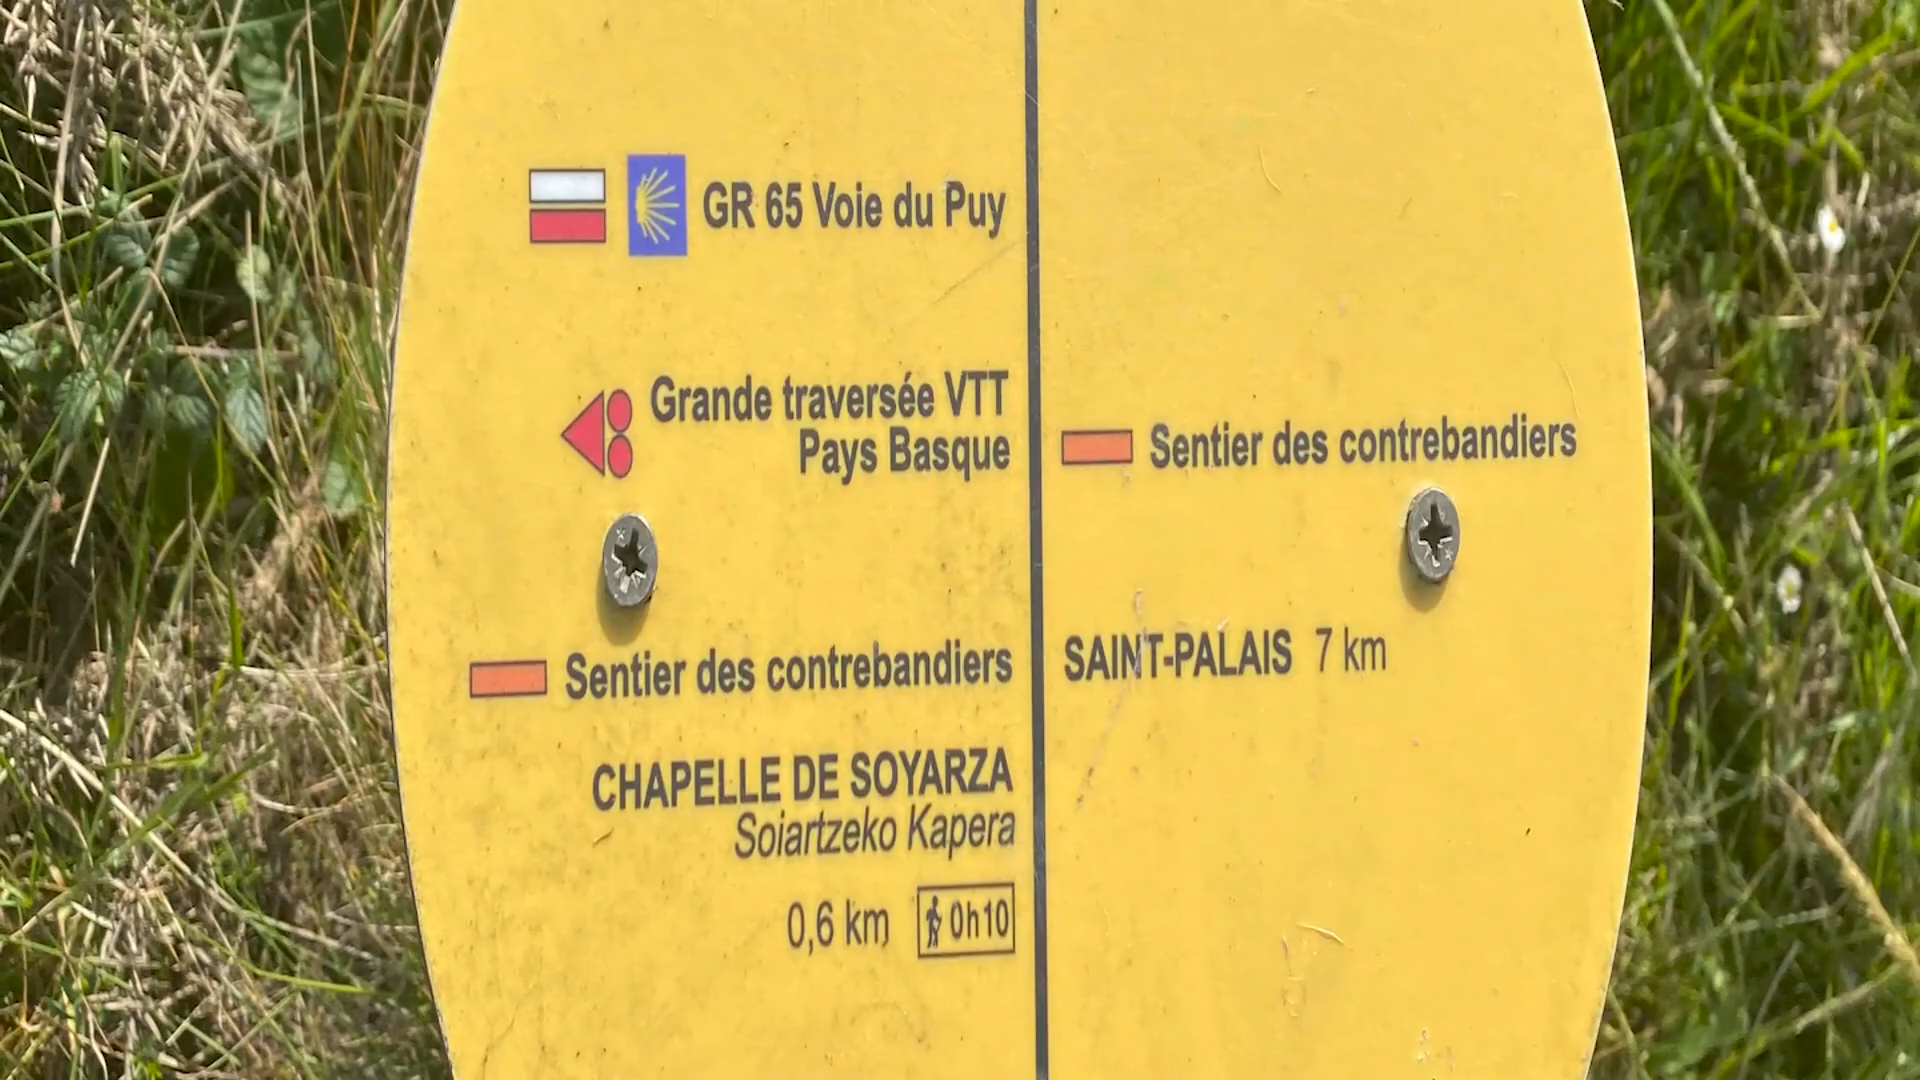 GR 65 Voie du Puy
Grande traversée VTT
Pays Basque
Sentier des contrebandiers
CHAPELLE DE SOYARZA
Soiartzeko Kapera
0,6 km 0h10
Sentier des contrebandiers
SAINT-PALAIS 7 km